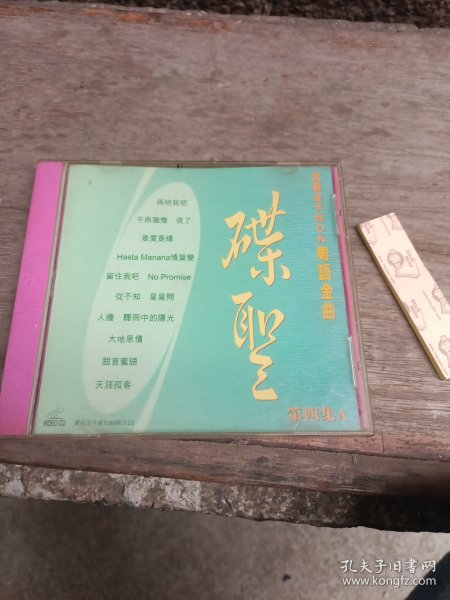 再吻我吧
不再猶豫 夜了
是愛是緣
Hasta Manana情莫變
留住我吧 No Promise
從不知 星星問
人牆 驟雨中的陽光
大地恩情
甜言蜜語
天涯孤客
碟聖
粵語金曲
第四集A
VIDEO CD
孔夫子旧书网
www.kongfz.com